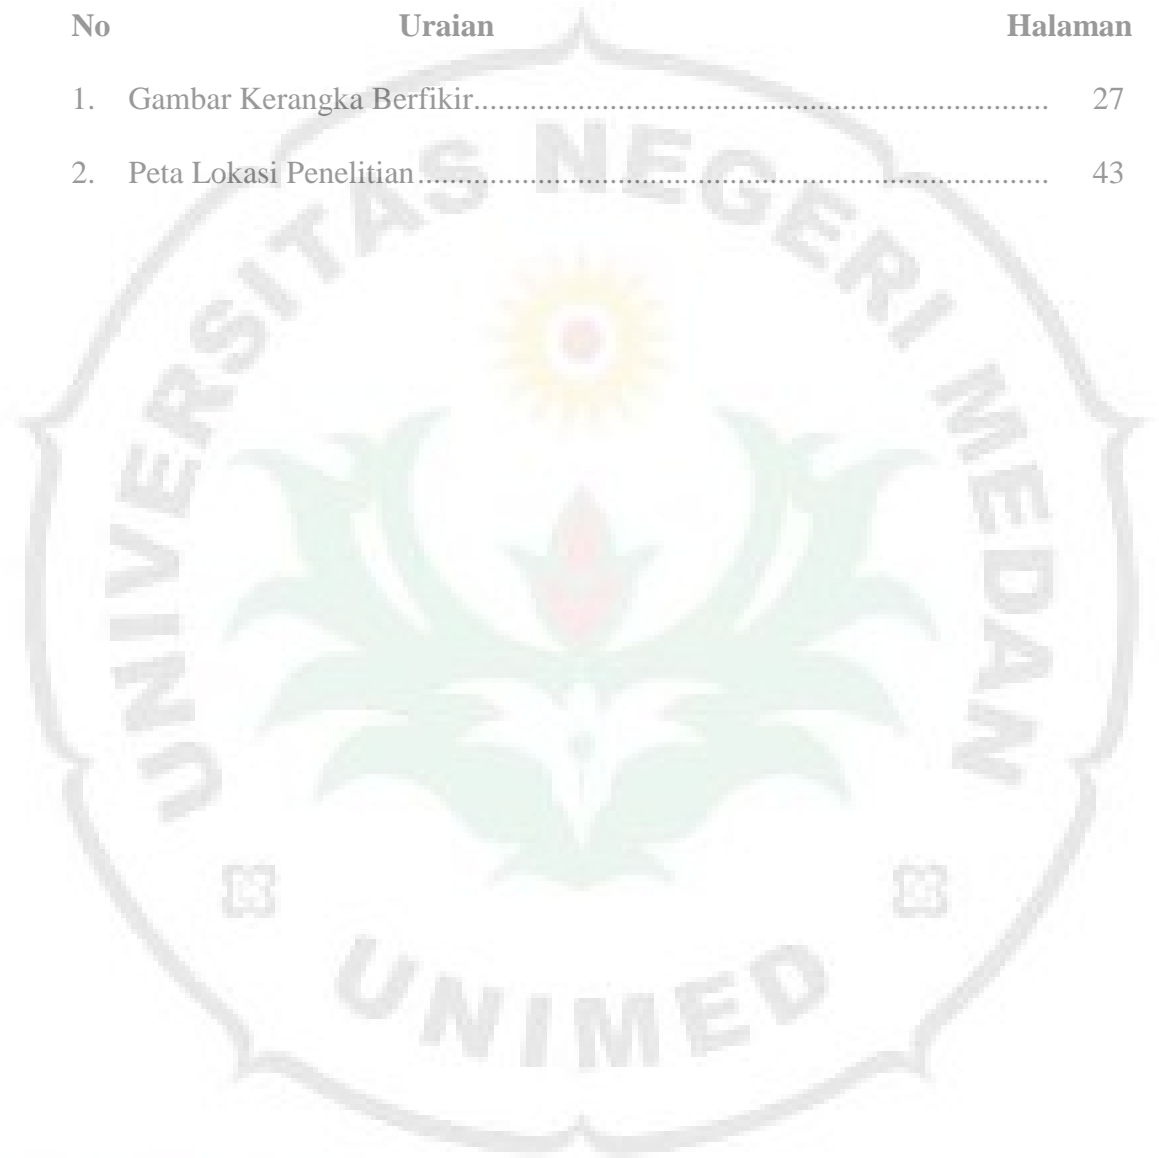 No Uraian Halaman
1. Gambar Kerangka Berfikir........................................................................ 27
2. Peta Lokasi Penelitian............................................................................... 43
UNIVERSITAS NEGERI MEDAN
UNIMED